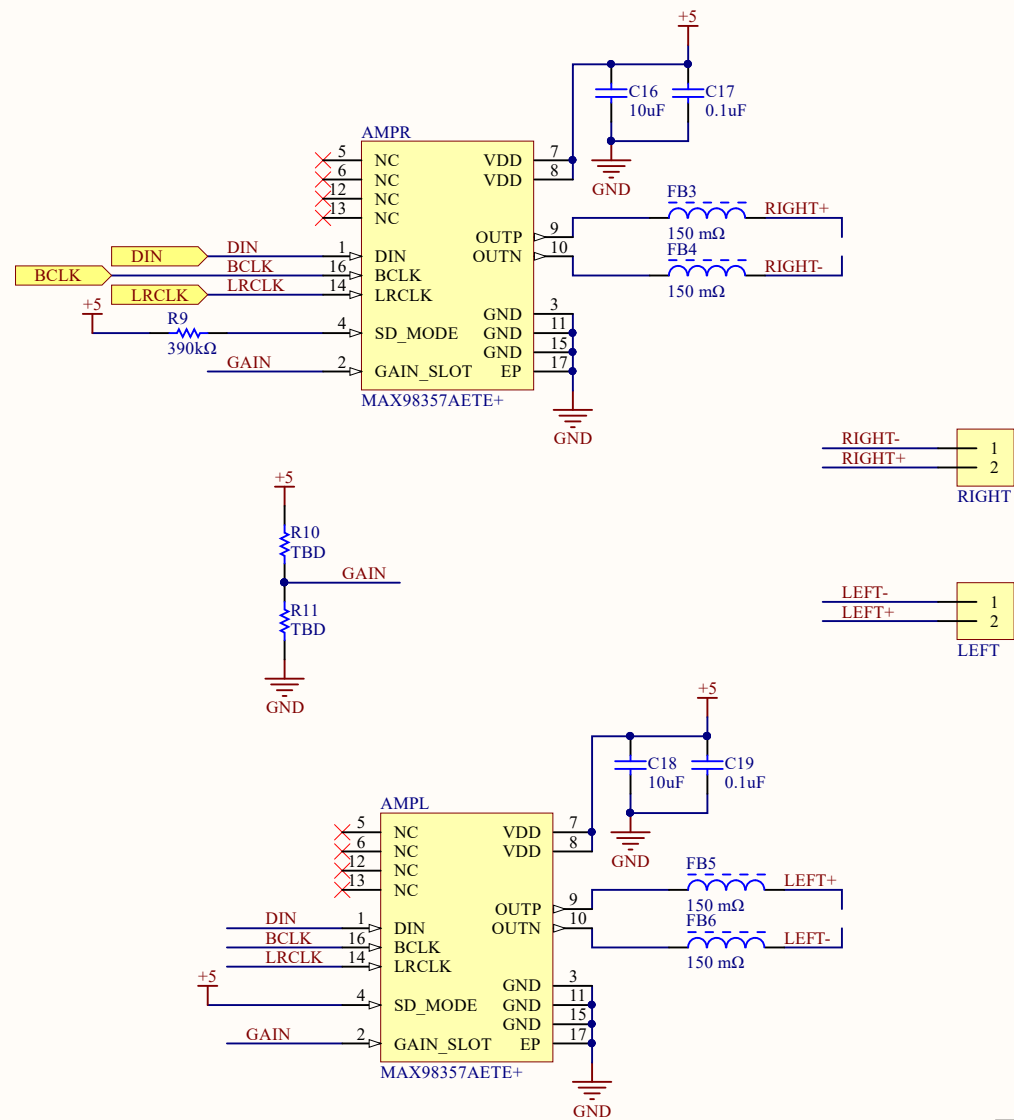 +5
C16
10uF
C17
0.1uF
GND
AMPR
5 NC
6 NC
12 NC
13 NC
VDD 7
VDD 8
FB3
RIGHT+
150 mΩ
OUTP 9
OUTN 10
FB4
RIGHT-
150 mΩ
DIN DIN 1 DIN
BCLK BCLK 16 BCLK
LRCLK LRCLK 14 LRCLK
+5
R9
390kΩ
4 SD_MODE
GAIN 2 GAIN_SLOT
GND 3
GND 11
GND 15
EP 17
MAX98357AETE+
GND
RIGHT- 1
RIGHT+ 2
RIGHT
+5
R10
TBD
GAIN
R11
TBD
GND
LEFT- 1
LEFT+ 2
LEFT
+5
C18
10uF
C19
0.1uF
GND
AMPL
5 NC
6 NC
12 NC
13 NC
VDD 7
VDD 8
FB5
LEFT+
150 mΩ
OUTP 9
OUTN 10
FB6
LEFT-
150 mΩ
DIN 1 DIN
BCLK 16 BCLK
LRCLK 14 LRCLK
+5
4 SD_MODE
GAIN 2 GAIN_SLOT
GND 3
GND 11
GND 15
EP 17
MAX98357AETE+
GND